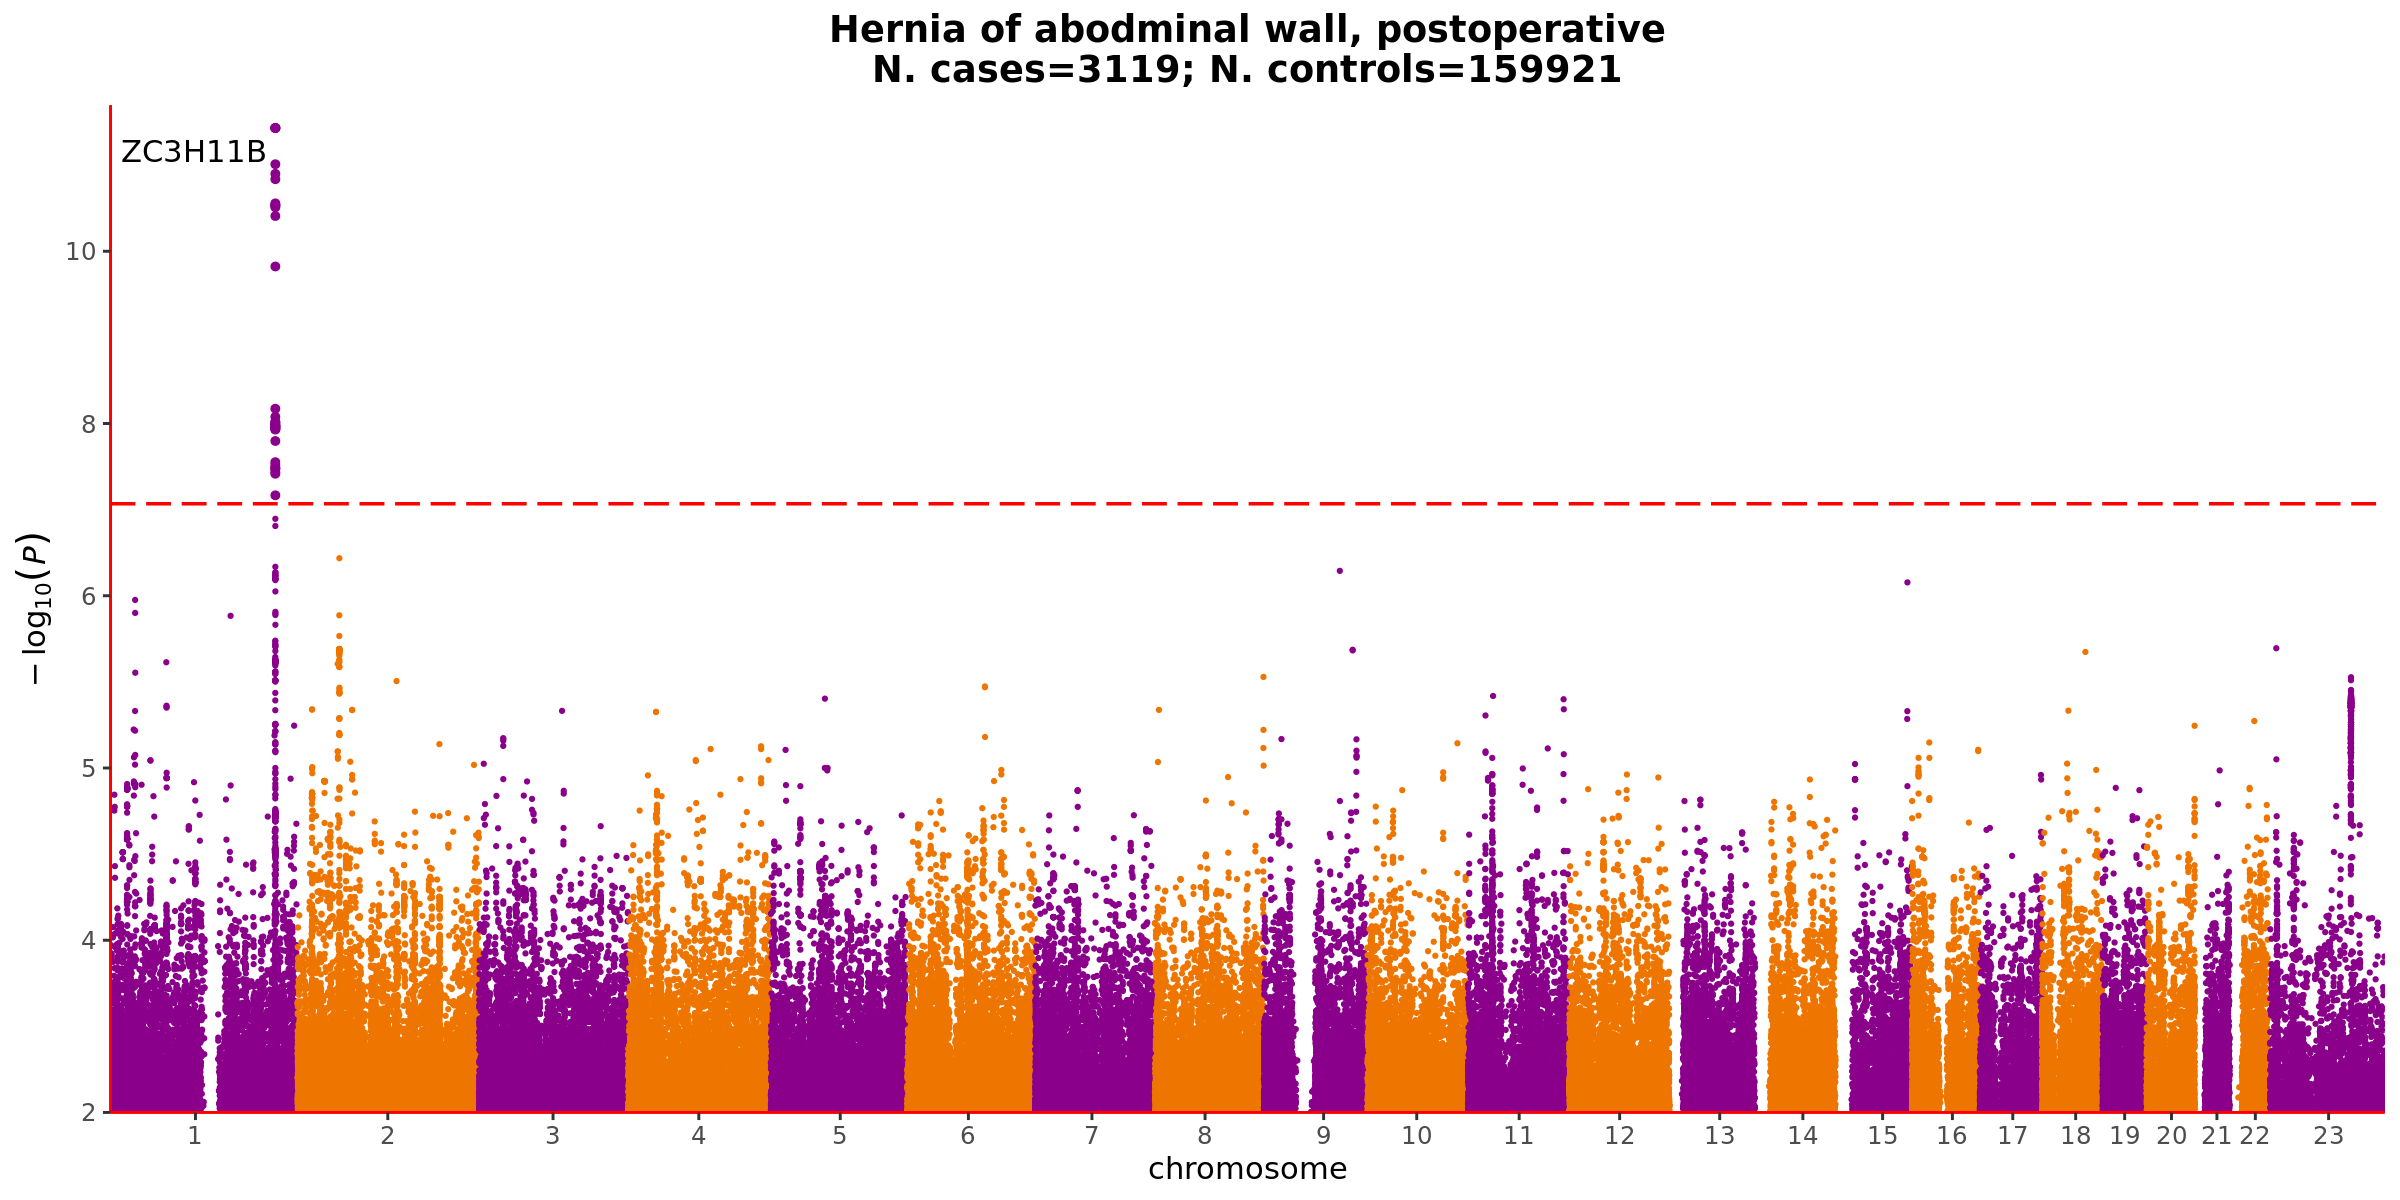 Hernia of abodminal wall, postoperative
N. cases=3119; N. controls=159921
ZC3H11B
10
8
6
5
4
2
−log10(P)
1 2 3 4 5 6 7 8 9 10 11 12 13 14 15 16 17 18 19 20 21 22 23
chromosome